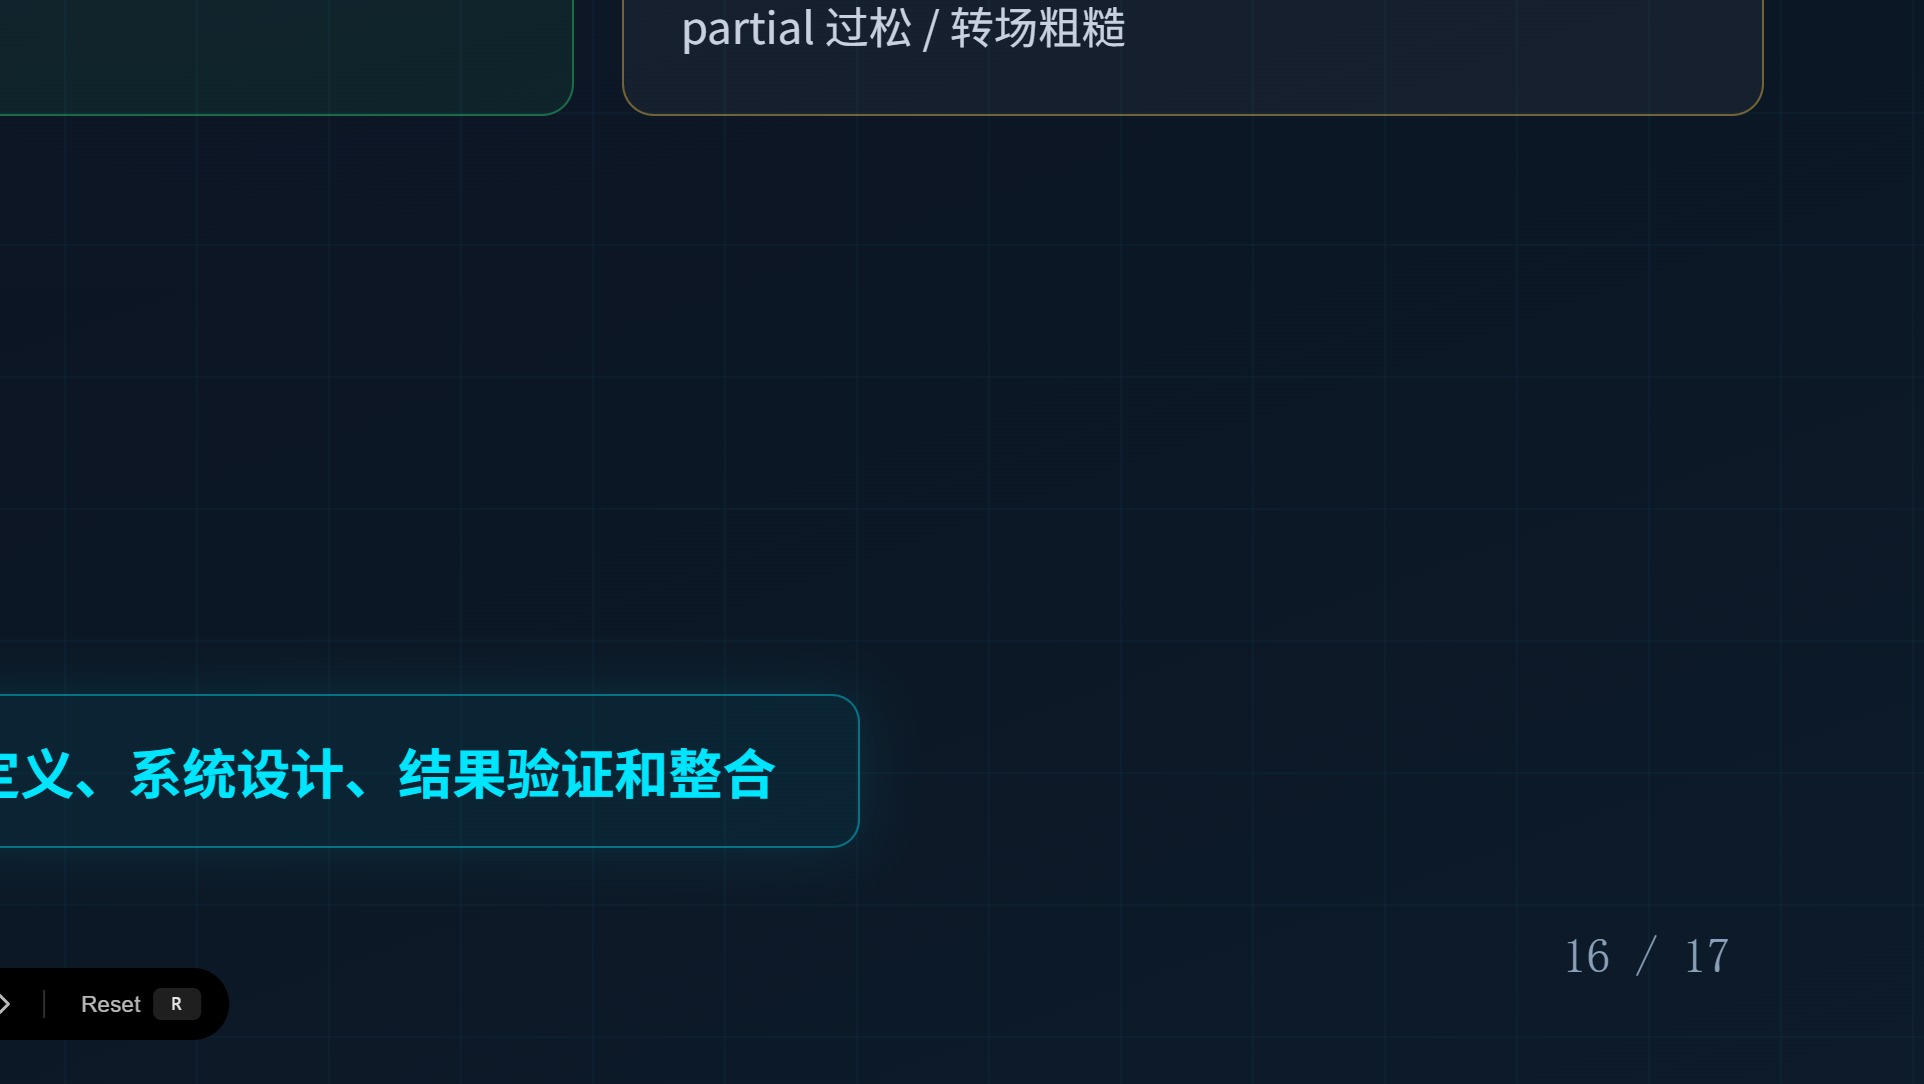 partial 过松 / 转场粗糙
定义、系统设计、结果验证和整合
16 / 17
Reset R